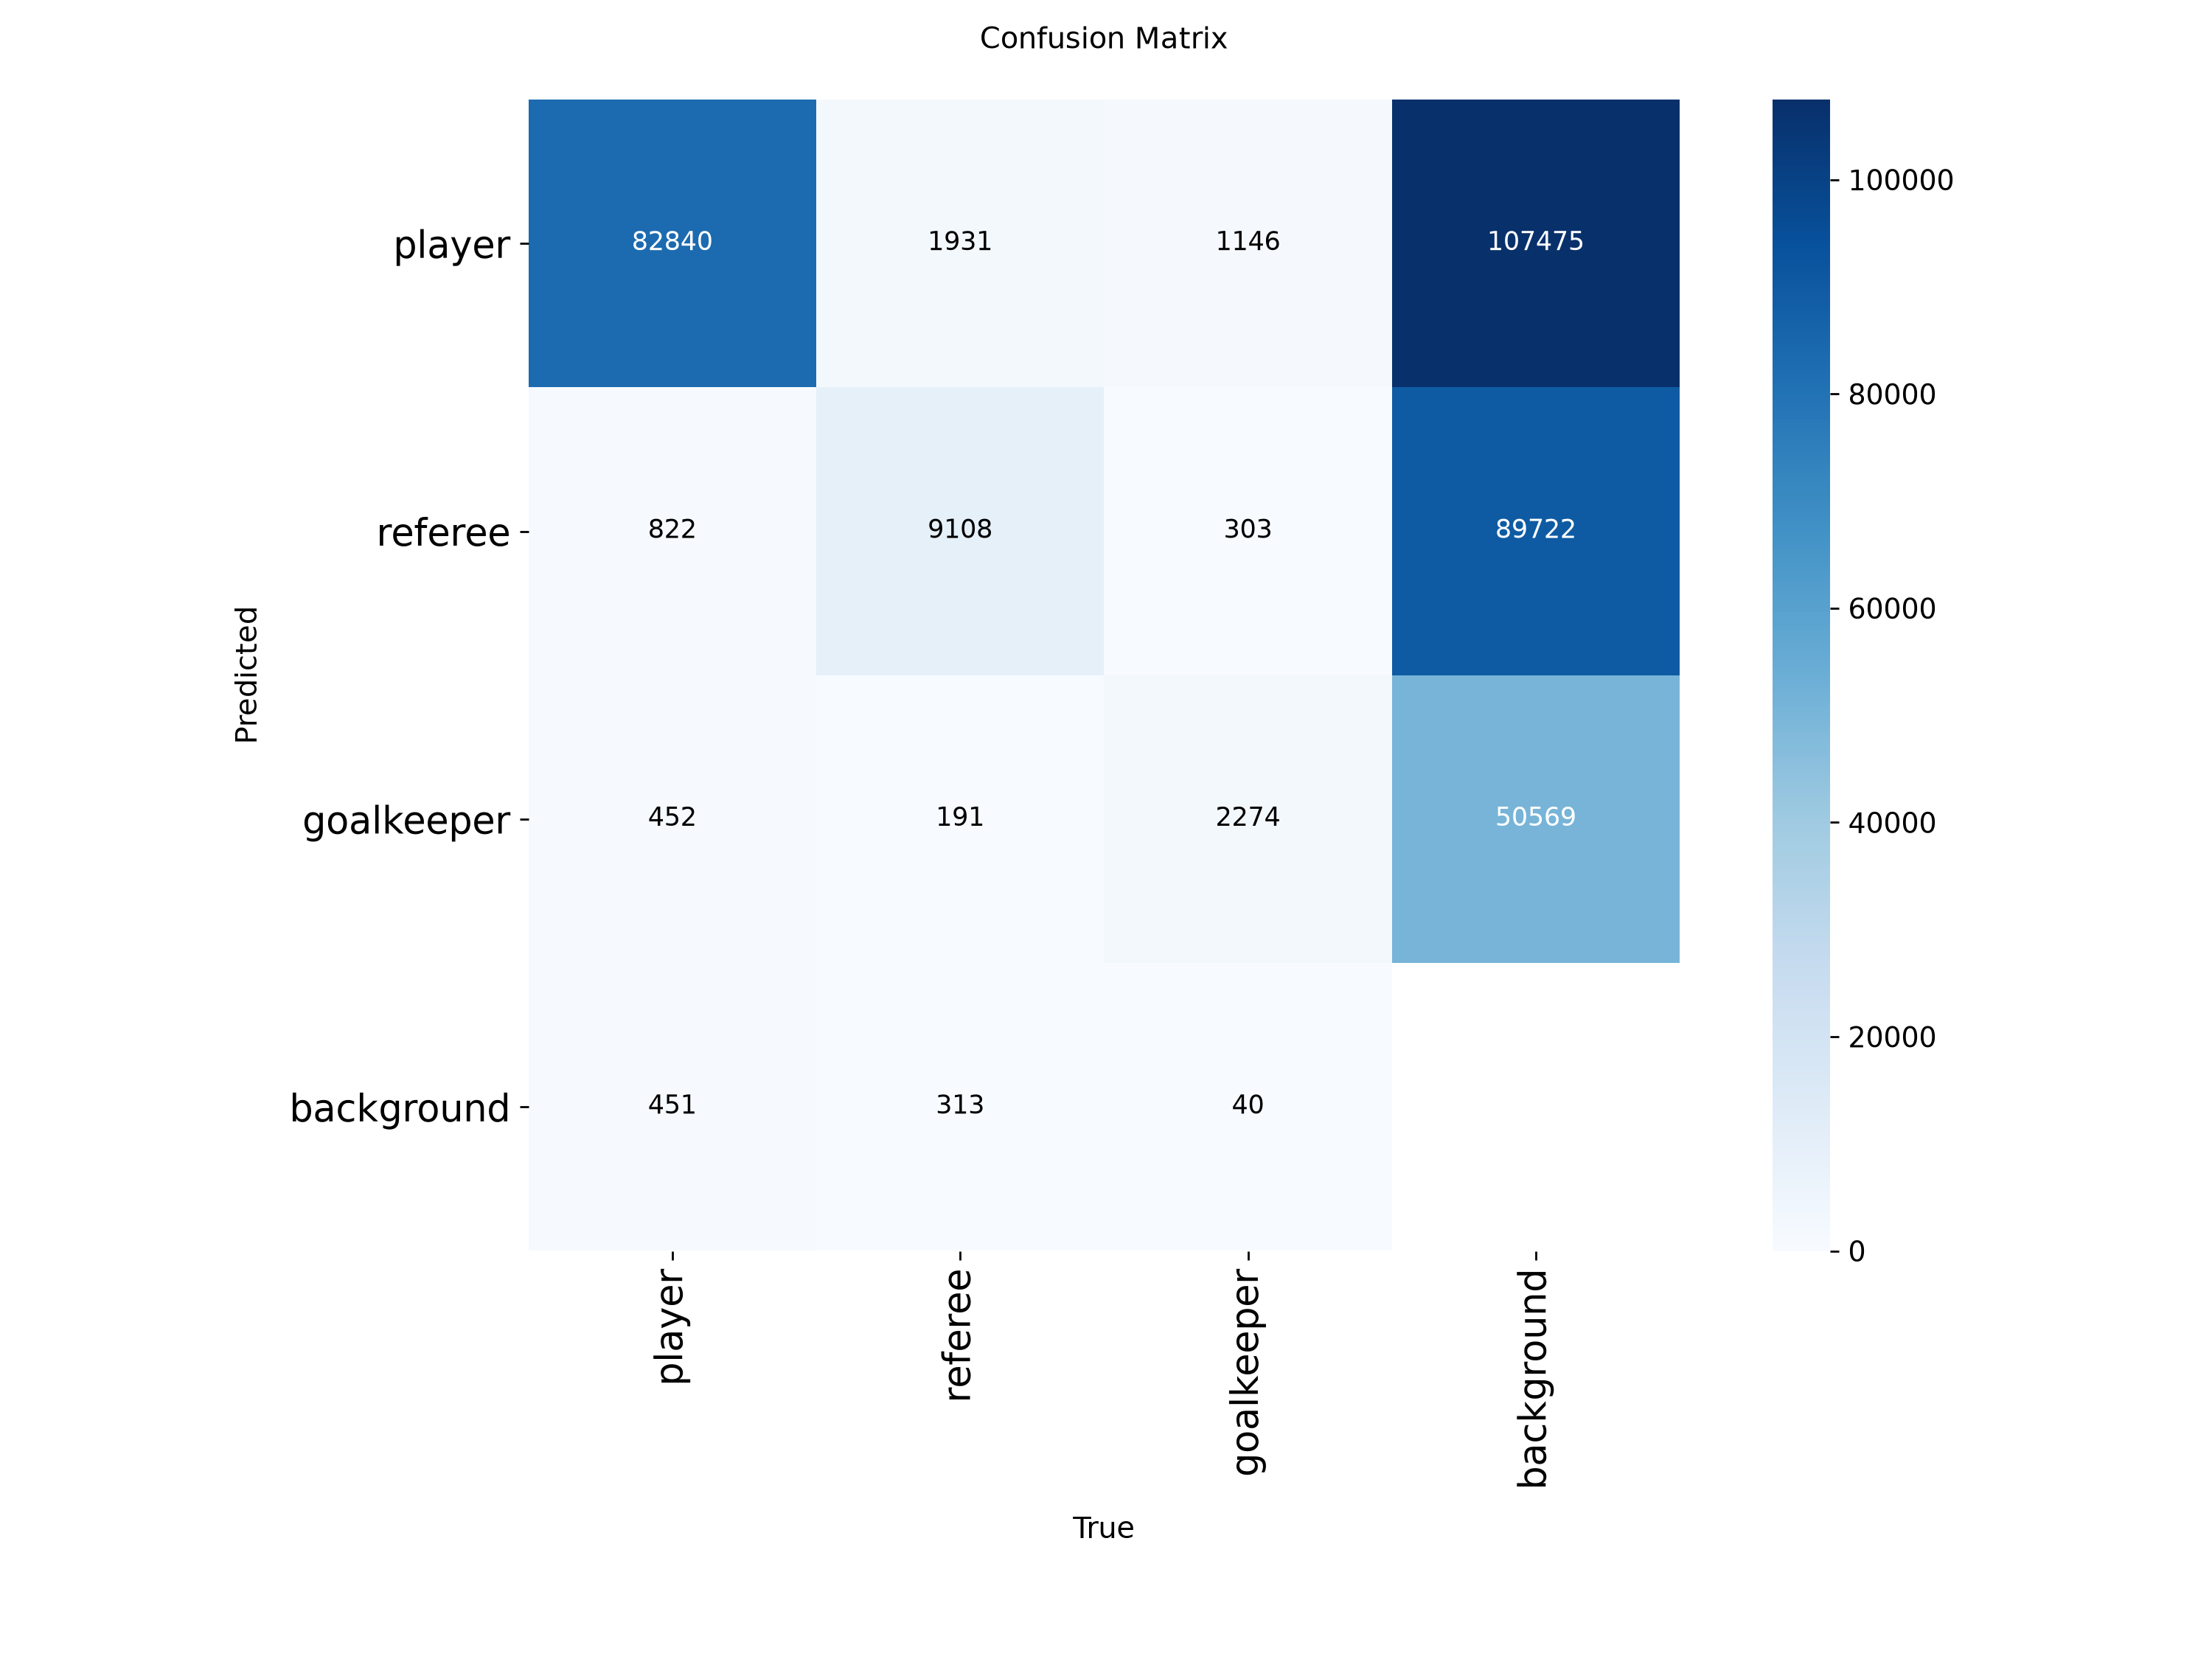 Confusion Matrix
player
82840
1931
1146
107475
referee
822
9108
303
89722
goalkeeper
452
191
2274
50569
background
451
313
40
Predicted
player
referee
goalkeeper
background
True
100000
80000
60000
40000
20000
0